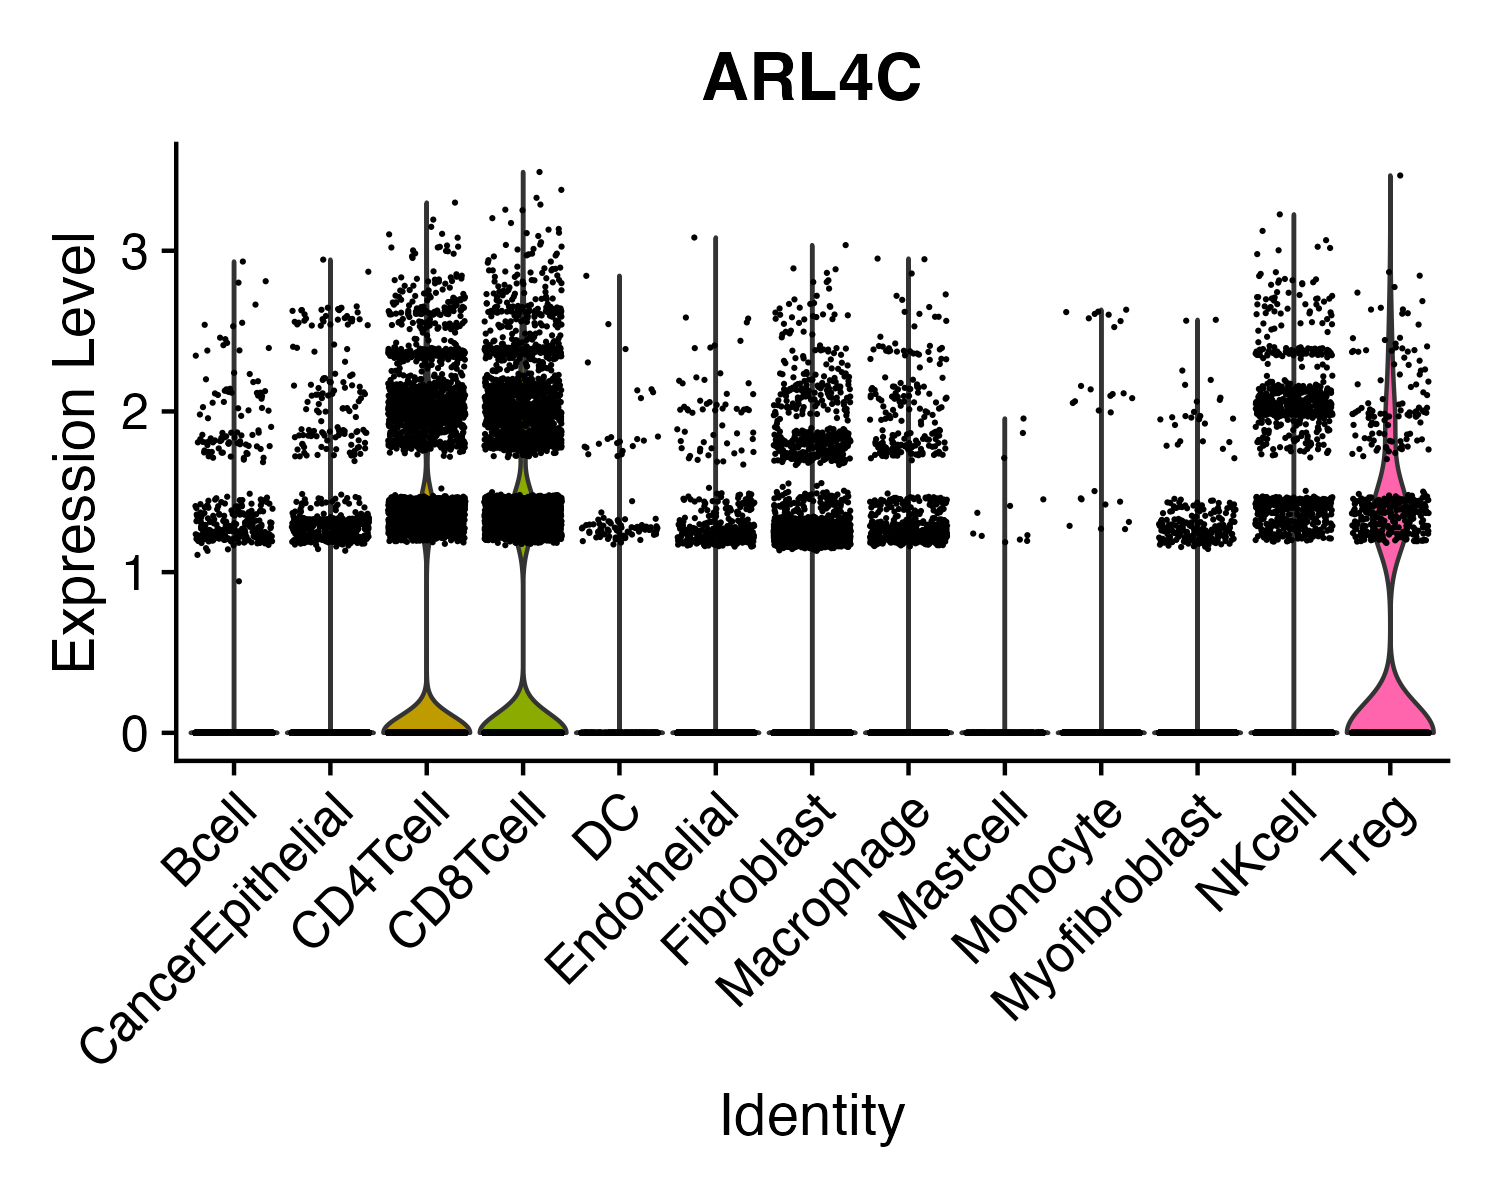 ARL4C
Expression Level
3
2
1
0
Bcell
CancerEpithelial
CD4Tcell
CD8Tcell
DC
Endothelial
Fibroblast
Macrophage
Mastcell
Monocyte
Myofibroblast
NKcell
Treg
Identity